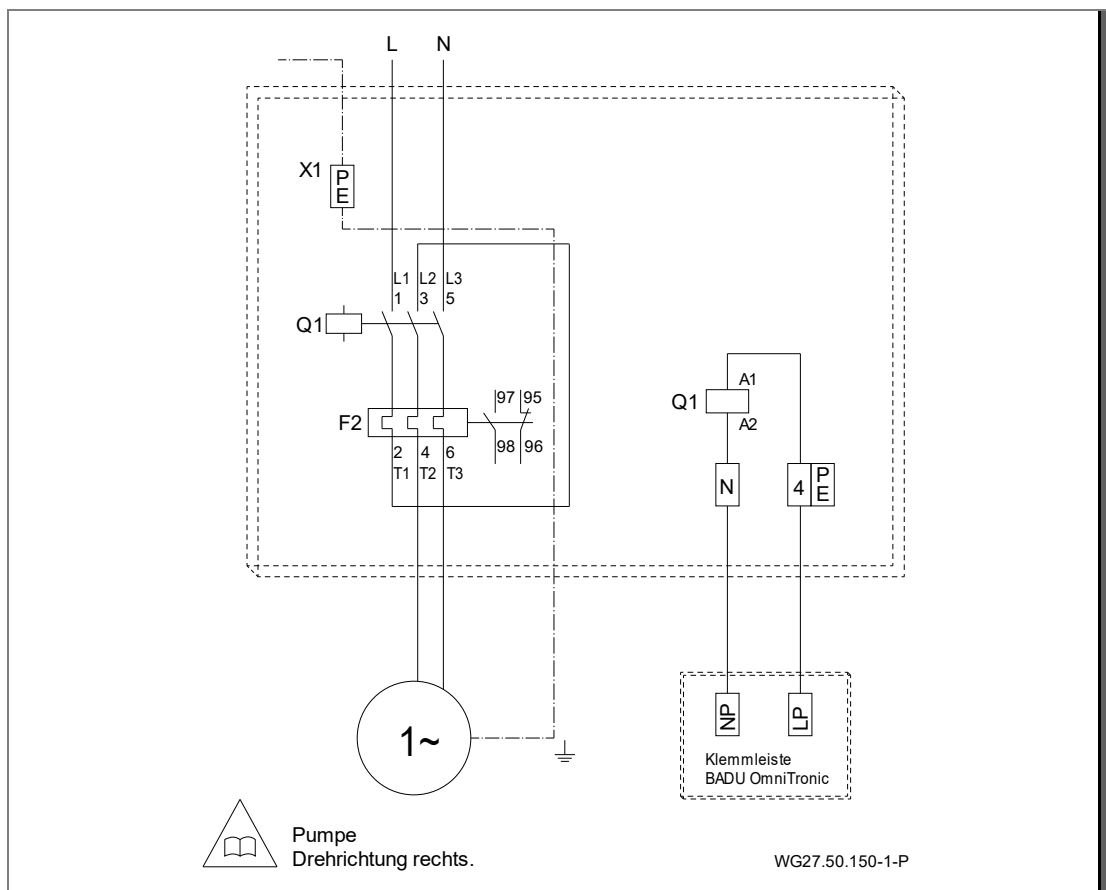 L N
X1
PE
L1 L2 L3
1 3 5
Q1
97 95
F2
98 96
2 4 6
T1 T2 T3
A1
Q1
A2
N 4 PE
NP LP
1~
Klemmleiste
BADU OmniTronic
Pumpe
Drehrichtung rechts.
WG27.50.150-1-P